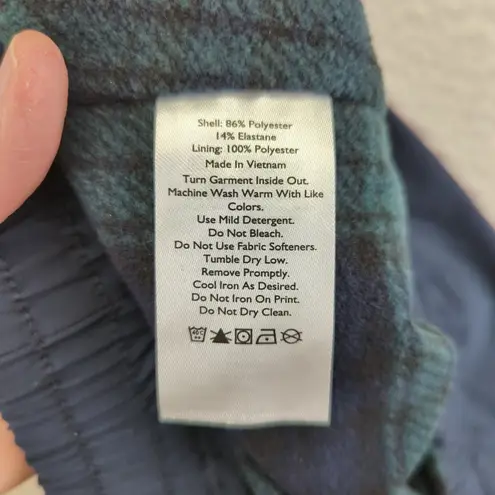 Shell: 86% Polyester
14% Elastane
Lining: 100% Polyester
Made In Vietnam
Turn Garment Inside Out.
Machine Wash Warm With Like
Colors.
Use Mild Detergent.
Do Not Bleach.
Do Not Use Fabric Softeners.
Tumble Dry Low.
Remove Promptly.
Cool Iron As Desired.
Do Not Iron On Print.
Do Not Dry Clean.